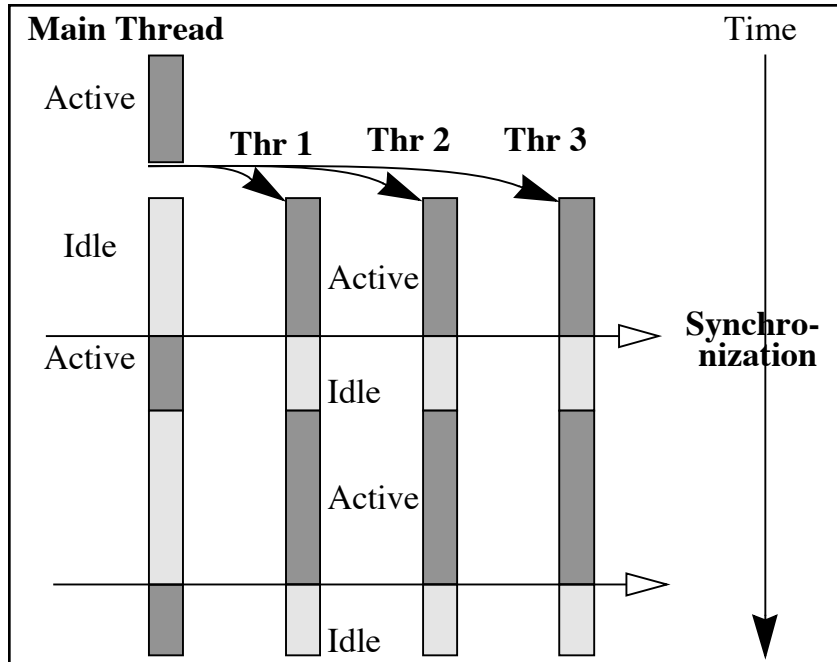 Main Thread
Time
Active
Thr 1
Thr 2
Thr 3
Idle
Active
Synchro-
nization
Active
Idle
Active
Idle